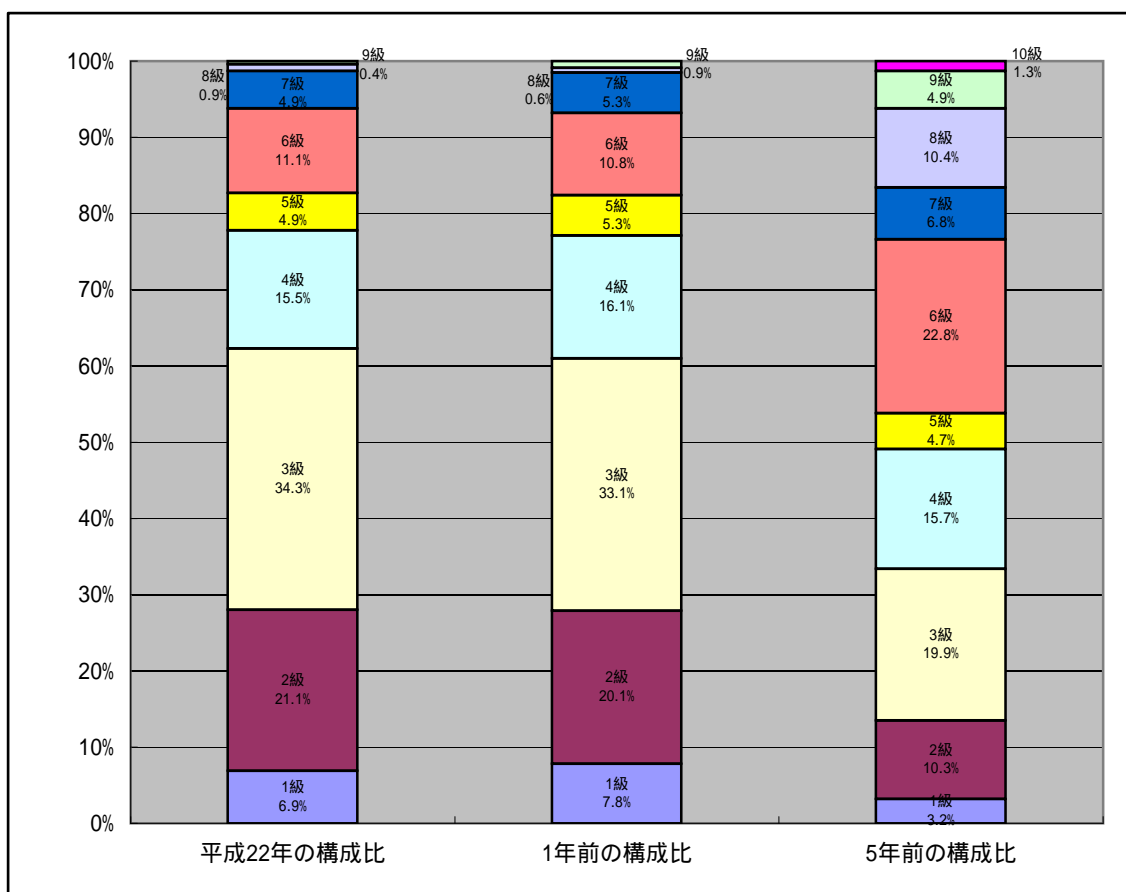 100%
90%
80%
70%
60%
50%
40%
30%
20%
10%
0%
9級
0.4%
8級
0.9%
7級
4.9%
6級
11.1%
5級
4.9%
4級
15.5%
3級
34.3%
2級
21.1%
1級
6.9%
平成22年の構成比
9級
0.9%
8級
0.6%
7級
5.3%
6級
10.8%
5級
5.3%
4級
16.1%
3級
33.1%
2級
20.1%
1級
7.8%
1年前の構成比
10級
1.3%
9級
4.9%
8級
10.4%
7級
6.8%
6級
22.8%
5級
4.7%
4級
15.7%
3級
19.9%
2級
10.3%
1級
3.2%
5年前の構成比